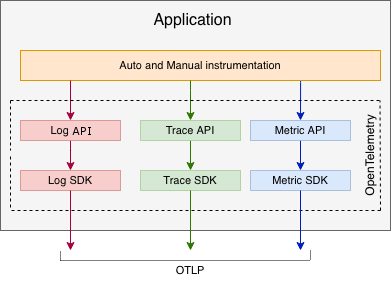 Application
Auto and Manual instrumentation
Log API
Trace API
Metric API
Log SDK
Trace SDK
Metric SDK
OpenTelemetry
OTLP